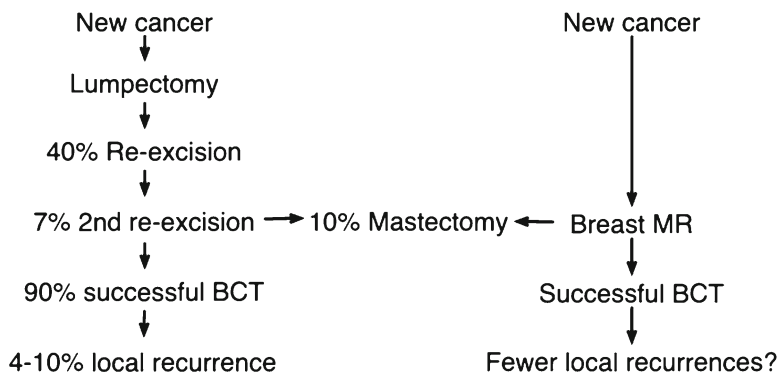 New cancer
Lumpectomy
40% Re-excision
7% 2nd re-excision
90% successful BCT
4-10% local recurrence
10% Mastectomy
New cancer
Breast MR
Successful BCT
Fewer local recurrences?